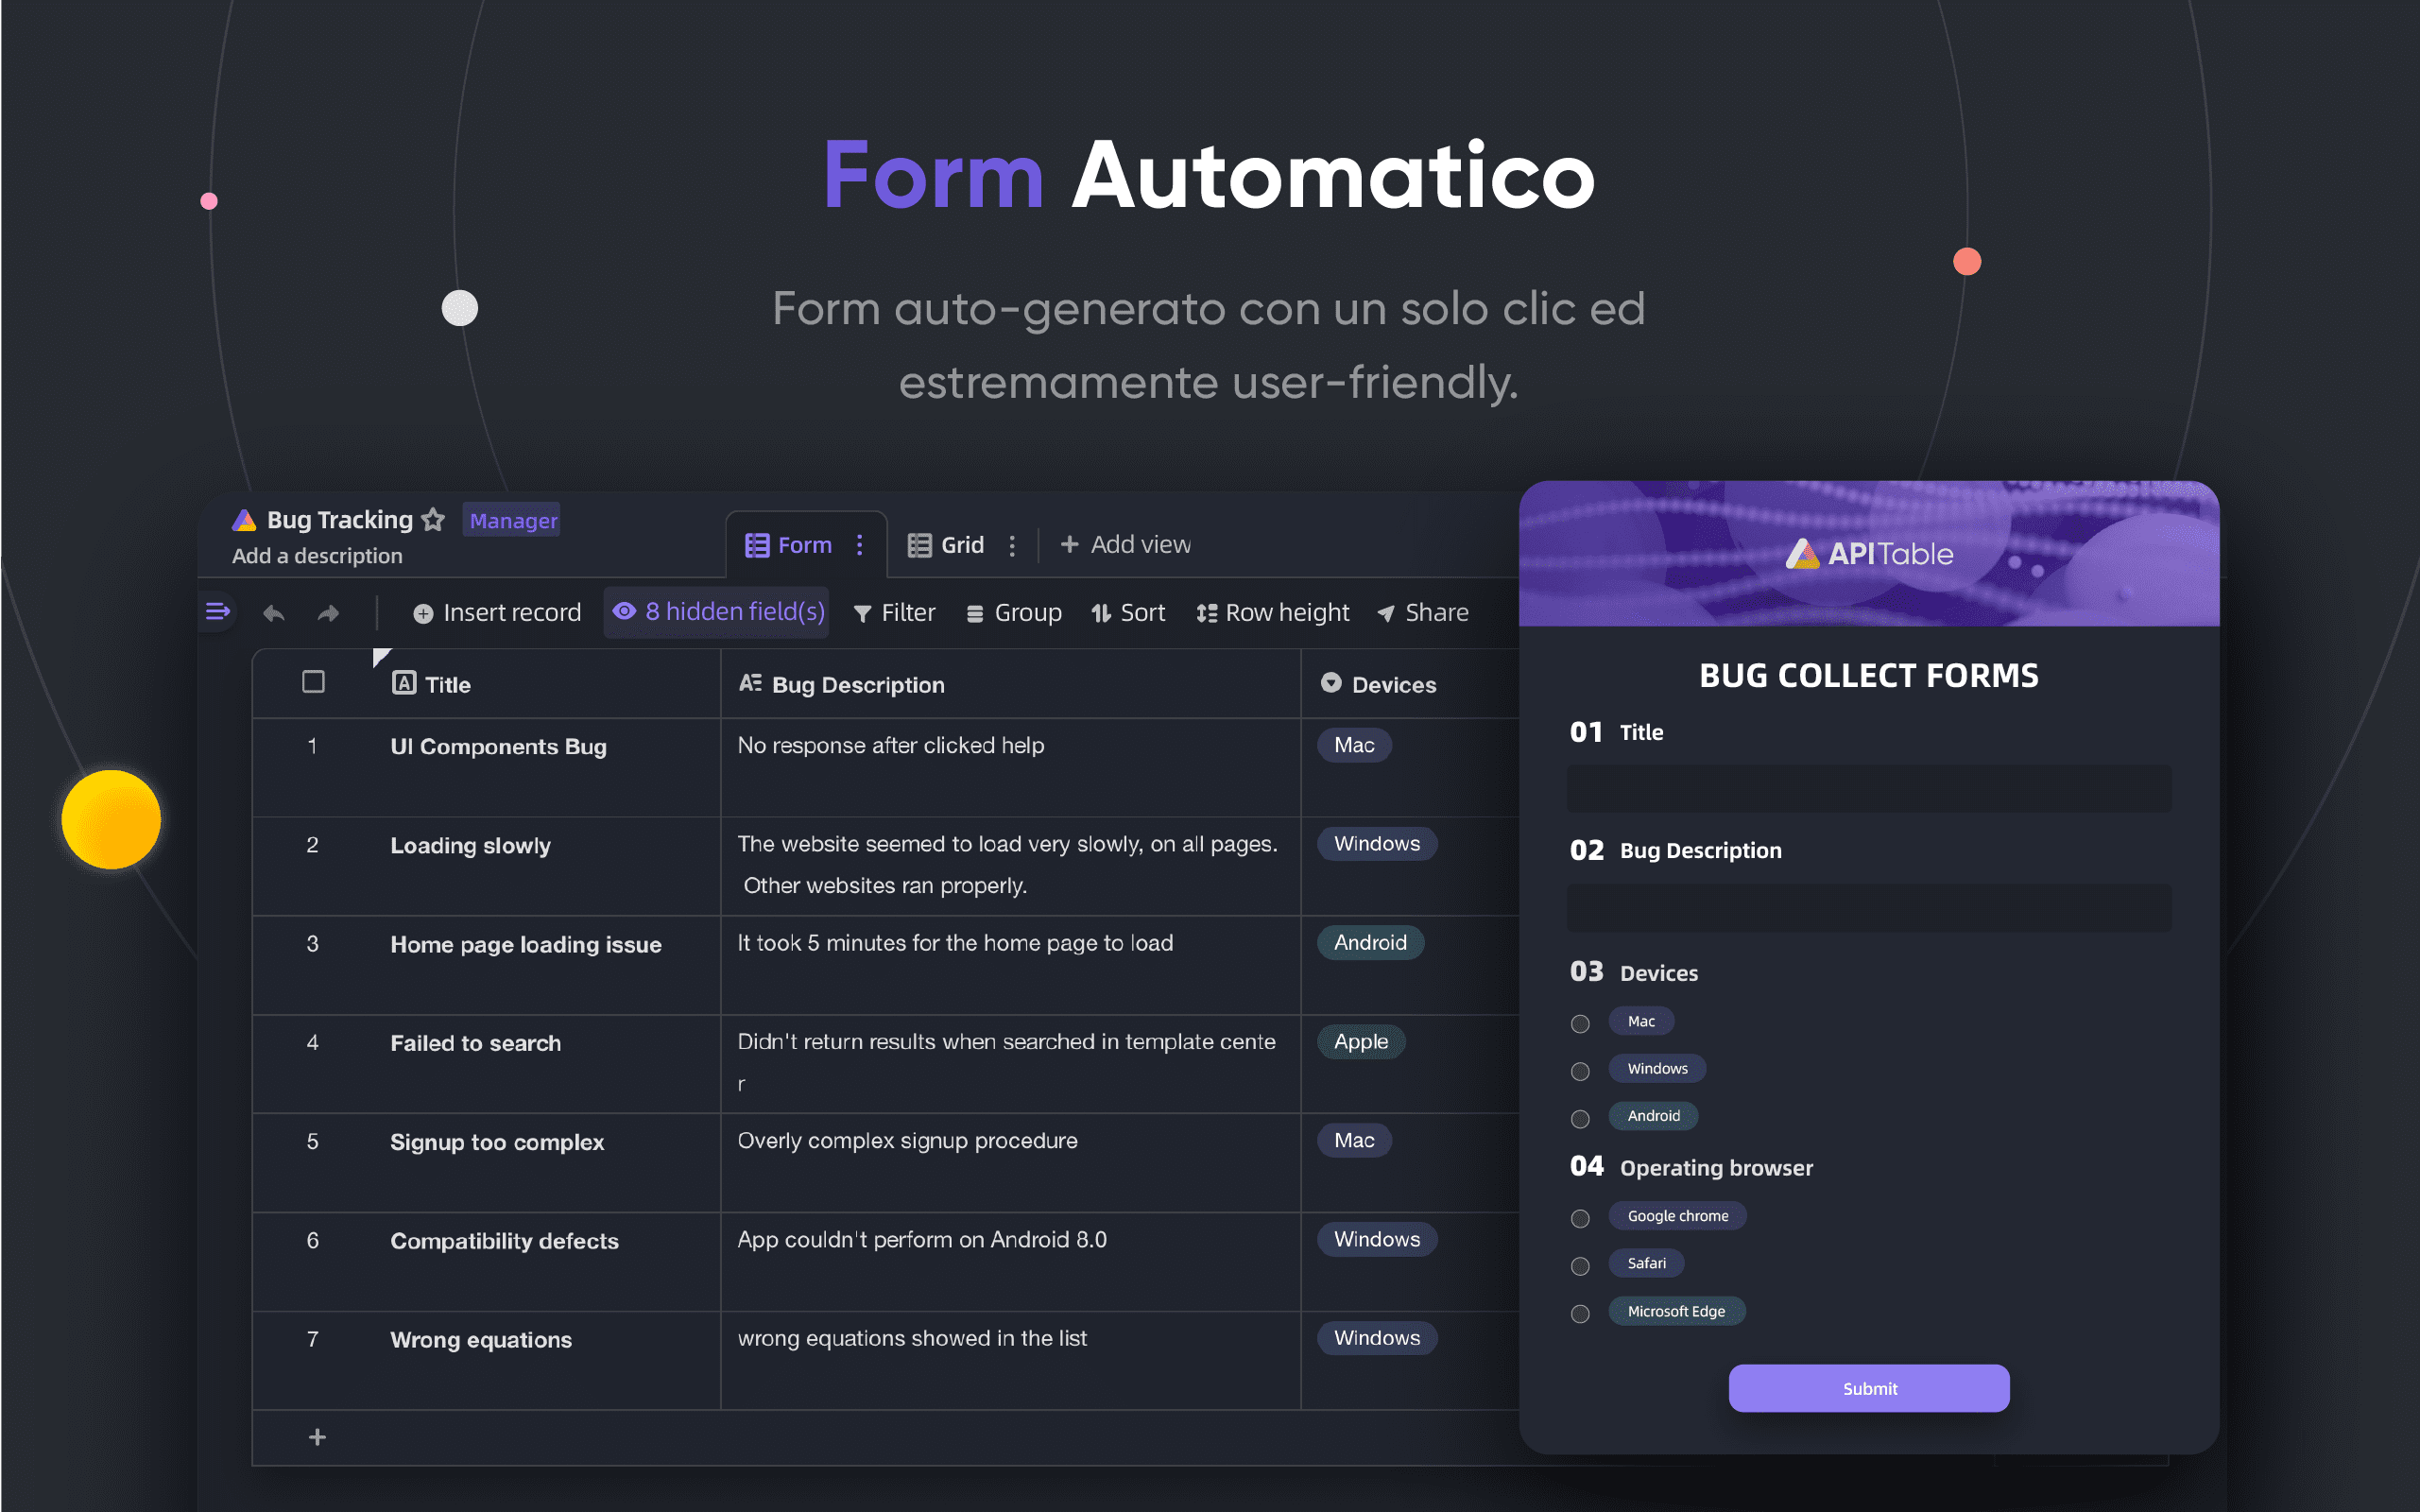 Form Automatico
Form auto-generato con un solo clic ed
estremamente user-friendly.
Bug Tracking Manager
Add a description
Form Grid + Add view
Insert record 8 hidden field(s) Filter Group Sort Row height Share
Title Bug Description Devices
1 UI Components Bug No response after clicked help Mac
2 Loading slowly The website seemed to load very slowly, on all pages. Windows
Other websites ran properly.
3 Home page loading issue It took 5 minutes for the home page to load Android
4 Failed to search Didn't return results when searched in template cente Apple
r
5 Signup too complex Overly complex signup procedure Mac
6 Compatibility defects App couldn't perform on Android 8.0 Windows
7 Wrong equations wrong equations showed in the list Windows
+
APITable
BUG COLLECT FORMS
01 Title
02 Bug Description
03 Devices
Mac
Windows
Android
04 Operating browser
Google chrome
Safari
Microsoft Edge
Submit